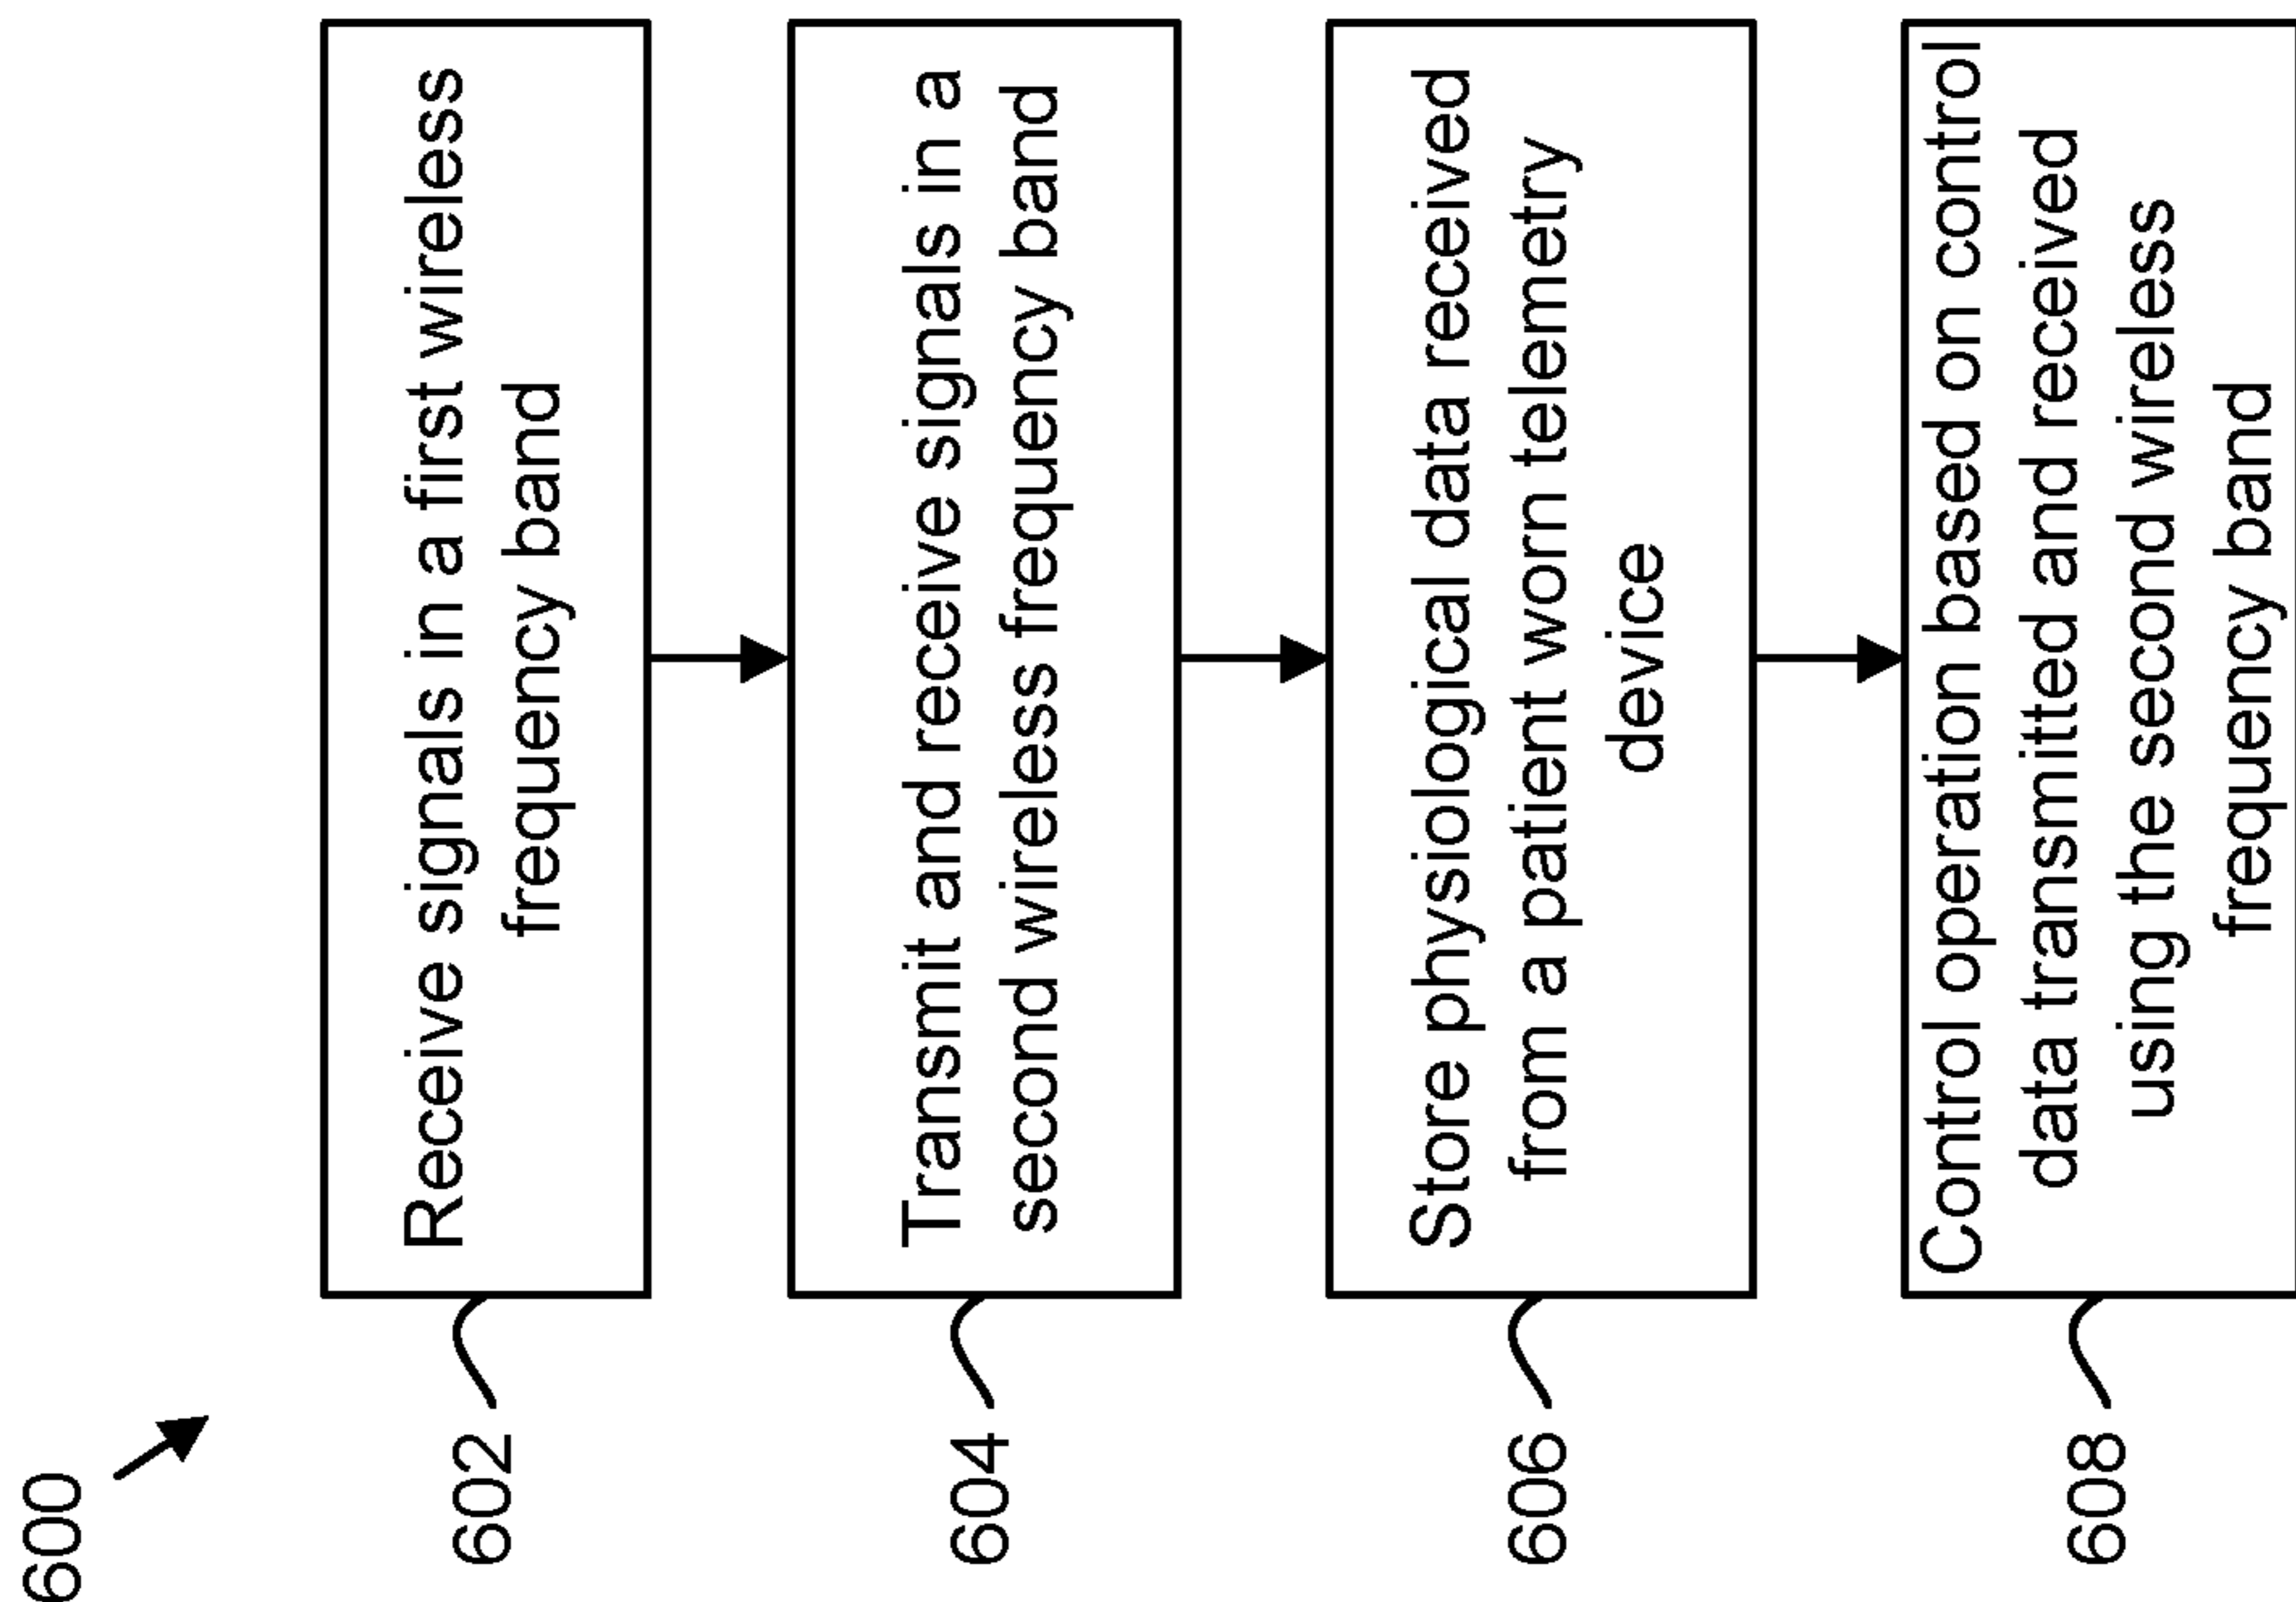 600
602
Receive signals in a first wireless
frequency band
604
Transmit and receive signals in a
second wireless frequency band
606
Store physiological data received
from a patient worn telemetry
device
608
Control operation based on control
data transmitted and received
using the second wireless
frequency band